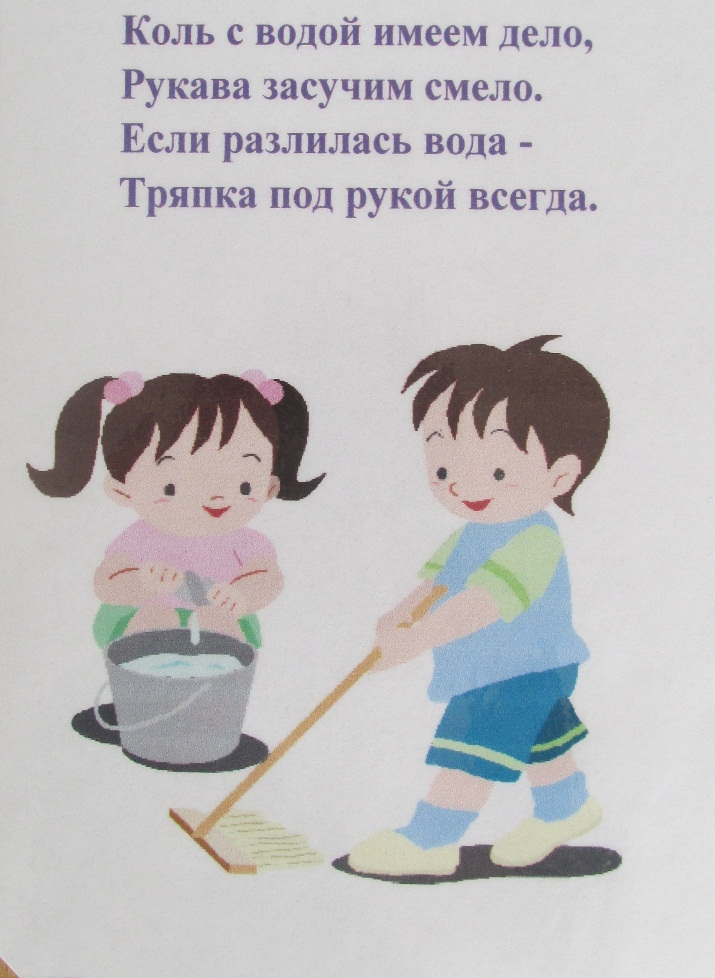 Коль с водой имеем дело,
Рукава засучим смело.
Если разлилась вода -
Тряпка под рукой всегда.